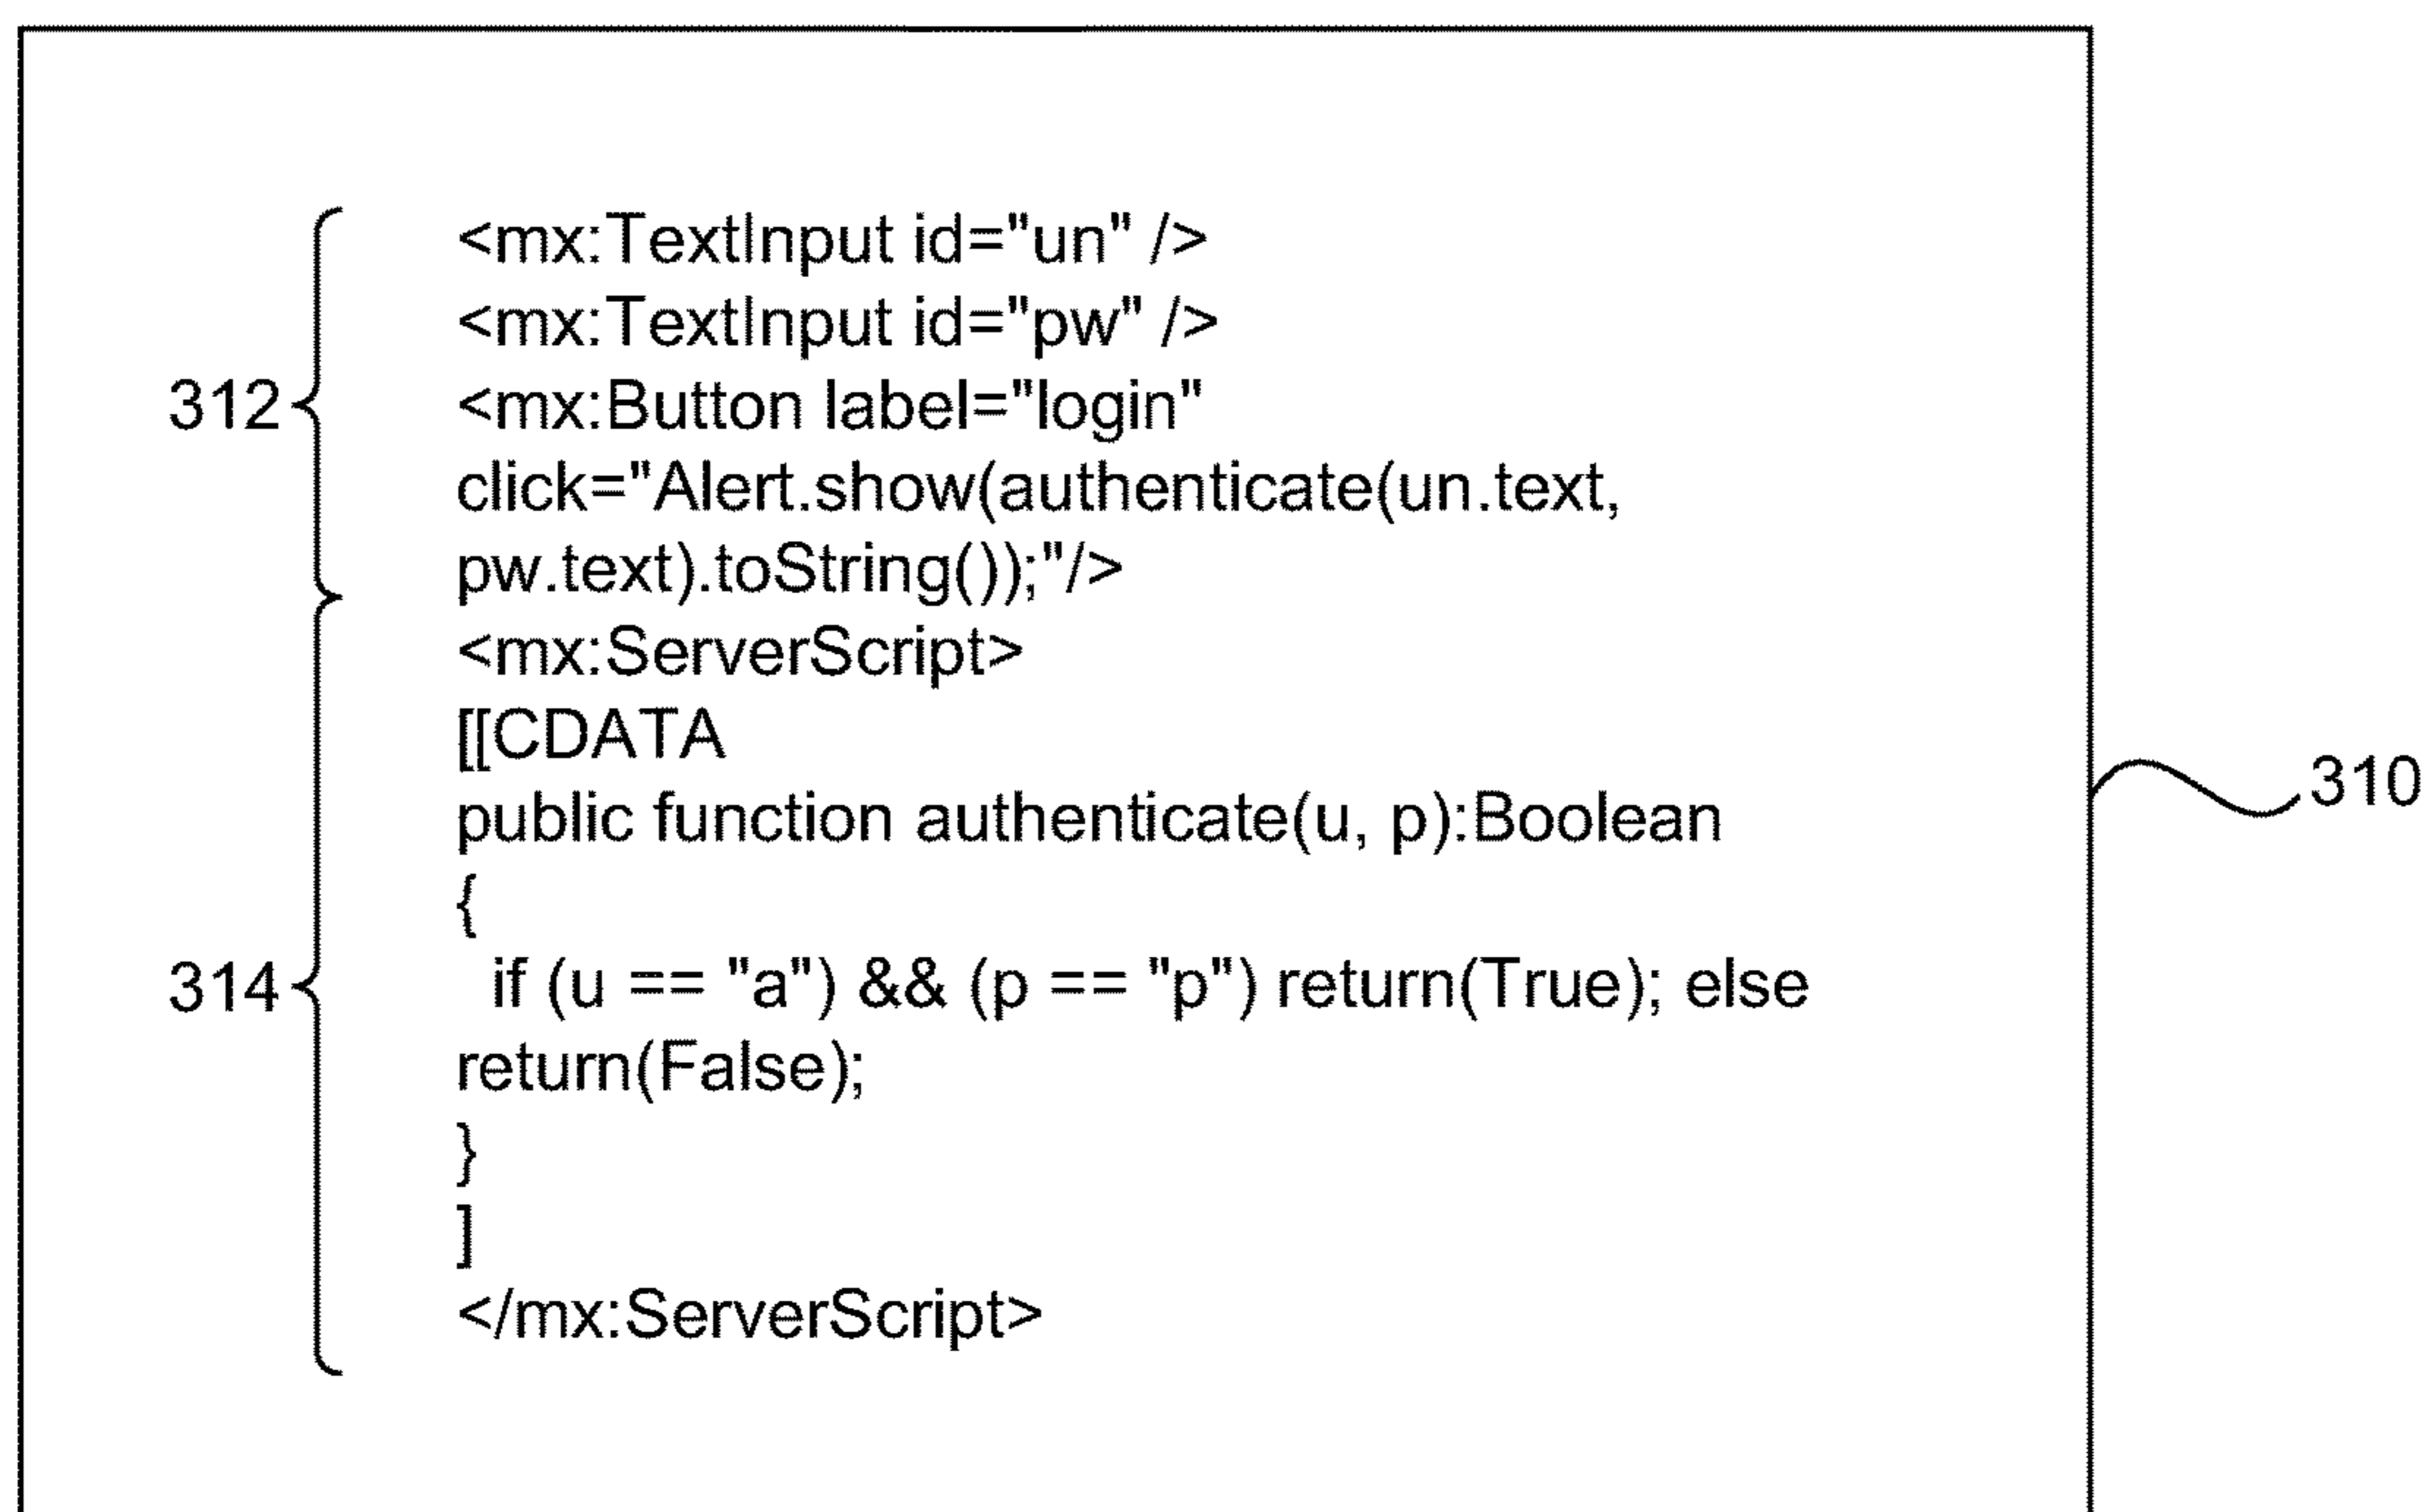 <mx:TextInput id="un" />
<mx:TextInput id="pw" />
312
<mx:Button label="login"
click="Alert.show(authenticate(un.text,
pw.text).toString());"/>
<mx:ServerScript>
[[CDATA
310
public function authenticate(u, p):Boolean
{
314
if (u == "a") && (p == "p") return(True); else
return(False);
}
]
</mx:ServerScript>